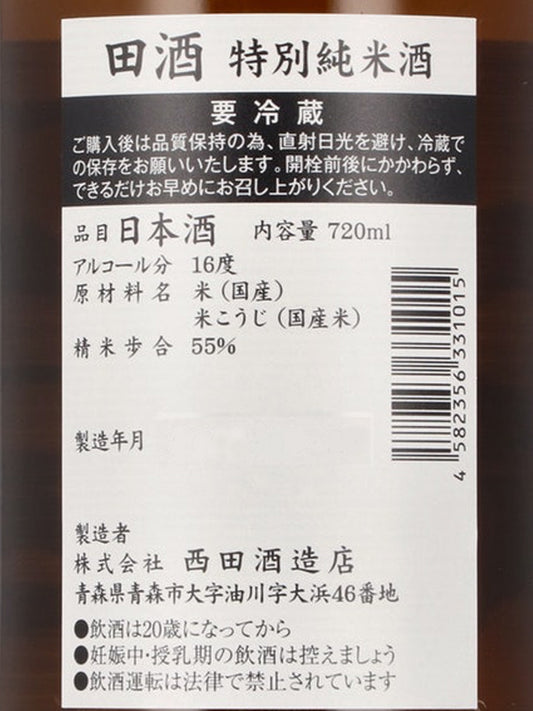 田酒 特別純米酒
要冷蔵
ご購入後は品質保持の為、直射日光を避け、冷蔵で
の保存をお願いいたします。開栓前後にかかわらず、
できるだけお早めにお召し上がりください。
品目 日本酒 内容量 720ml
アルコール分 16度
原材料名 米(国産)
米こうじ(国産米)
精米歩合 55%
4 582356 331015
製造年月
製造者
株式会社 西田酒造店
青森県青森市大字油川字大浜46番地
●飲酒は20歳になってから
●妊娠中・授乳期の飲酒は控えましょう
●飲酒運転は法律で禁止されています